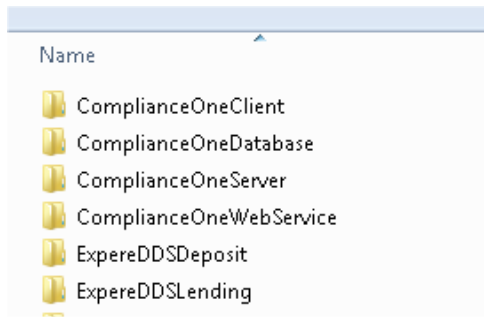 Name
ComplianceOneClient
ComplianceOneDatabase
ComplianceOneServer
ComplianceOneWebService
ExpereDDSDeposit
ExpereDDSLending